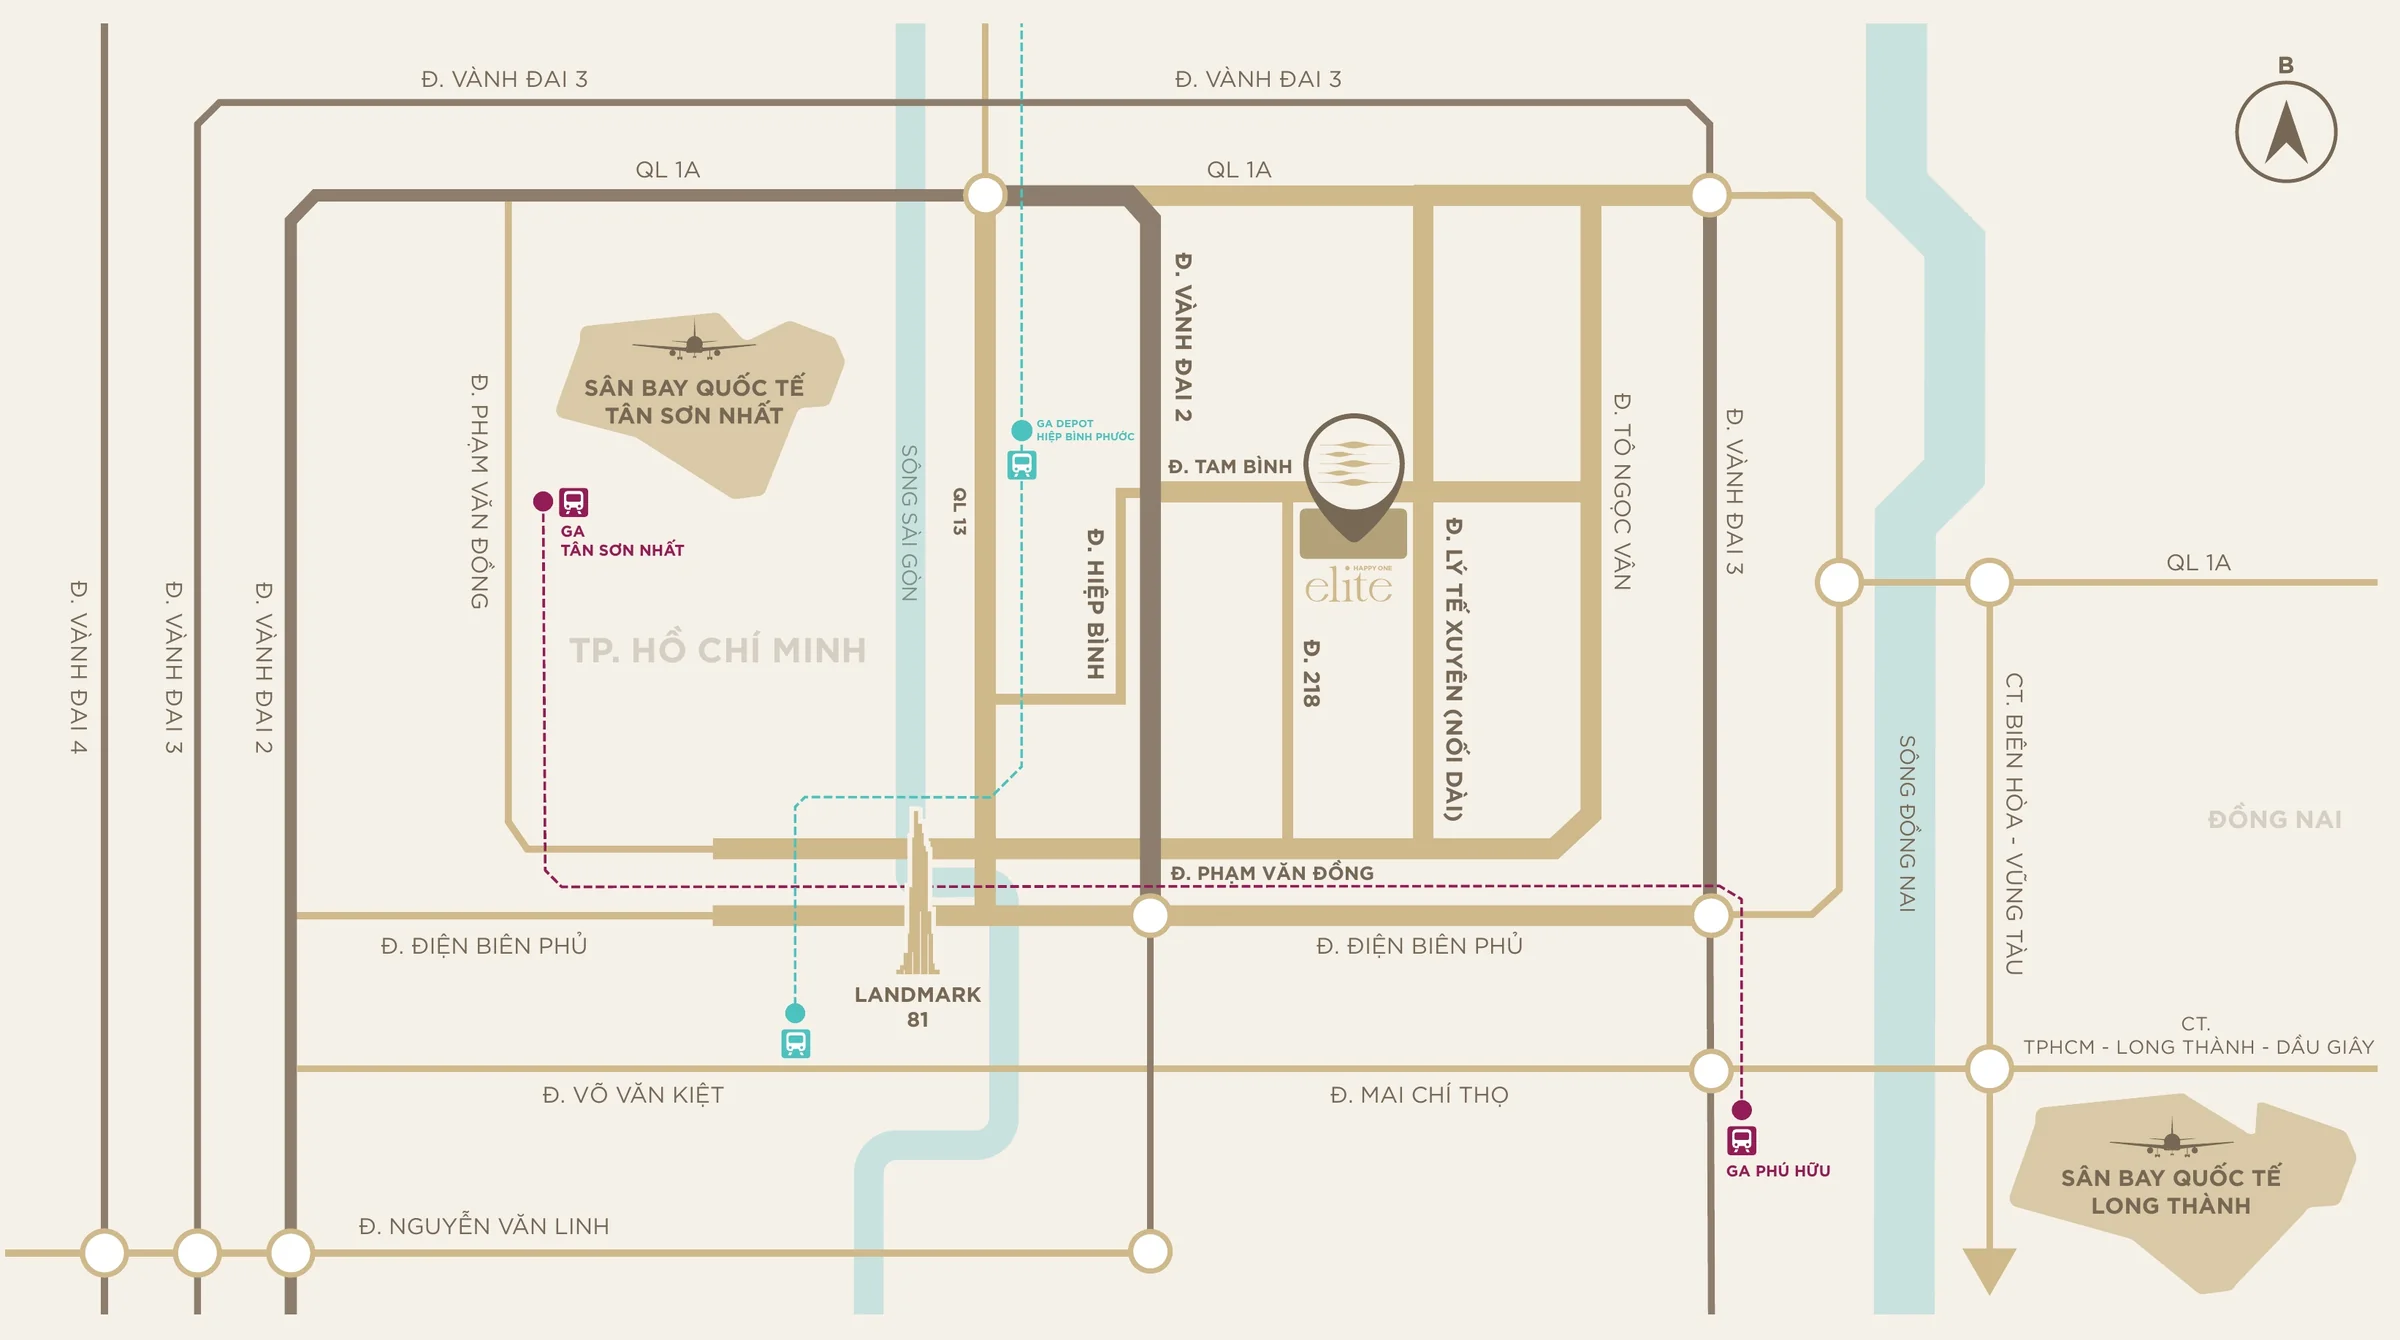 B
Đ. VÀNH ĐAI 3
Đ. VÀNH ĐAI 3
QL 1A
QL 1A
Đ. VÀNH ĐAI 2
SÂN BAY QUỐC TẾ
TÂN SƠN NHẤT
Đ. PHẠM VĂN ĐỒNG
GA DEPOT
HIỆP BÌNH PHƯỚC
Đ. TAM BÌNH
Đ. TÔ NGỌC VÂN
Đ. VÀNH ĐAI 3
SÔNG SÀI GÒN
QL 13
GA
TÂN SƠN NHẤT
Đ. HIỆP BÌNH
HAPPY ONE
elite
Đ. LÝ TẾ XUYÊN (NỐI DÀI)
QL 1A
Đ. VÀNH ĐAI 4
Đ. VÀNH ĐAI 3
Đ. VÀNH ĐAI 2
TP. HỒ CHÍ MINH
Đ. 218
CT. BIÊN HÒA - VŨNG TÀU
SÔNG ĐỒNG NAI
ĐỒNG NAI
Đ. PHẠM VĂN ĐỒNG
Đ. ĐIỆN BIÊN PHỦ
Đ. ĐIỆN BIÊN PHỦ
LANDMARK
81
CT.
TPHCM - LONG THÀNH - DẦU GIÂY
Đ. VÕ VĂN KIỆT
Đ. MAI CHÍ THỌ
GA PHÚ HỮU
SÂN BAY QUỐC TẾ
LONG THÀNH
Đ. NGUYỄN VĂN LINH